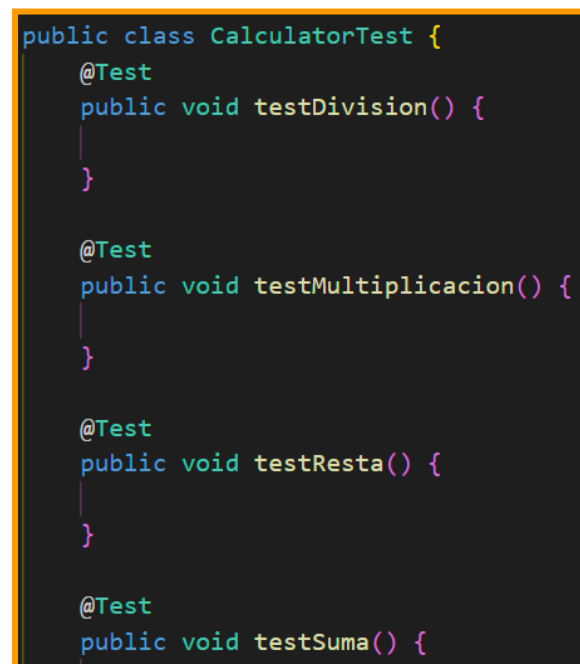 public class CalculatorTest {
@Test
public void testDivision() {
}
@Test
public void testMultiplicacion() {
}
@Test
public void testResta() {
}
@Test
public void testSuma() {